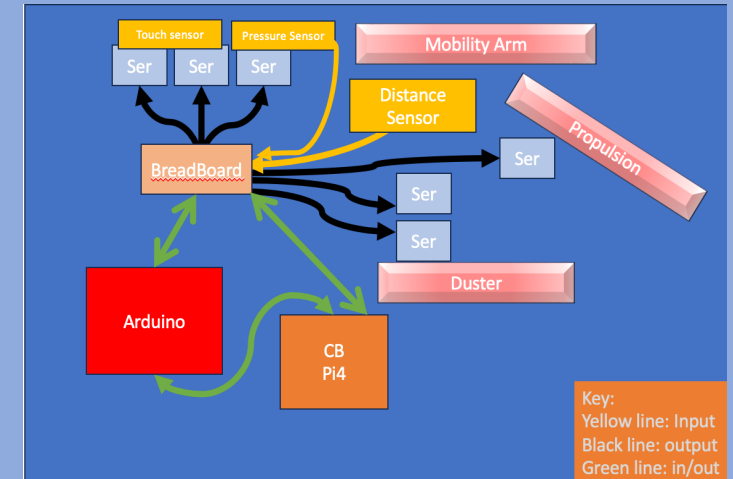 Touch sensor
Pressure Sensor
Mobility Arm
Ser
Ser
Ser
Distance
Sensor
Propulsion
BreadBoard
Ser
Ser
Ser
Duster
Arduino
CB
Pi4
Key:
Yellow line: Input
Black line: output
Green line: in/out